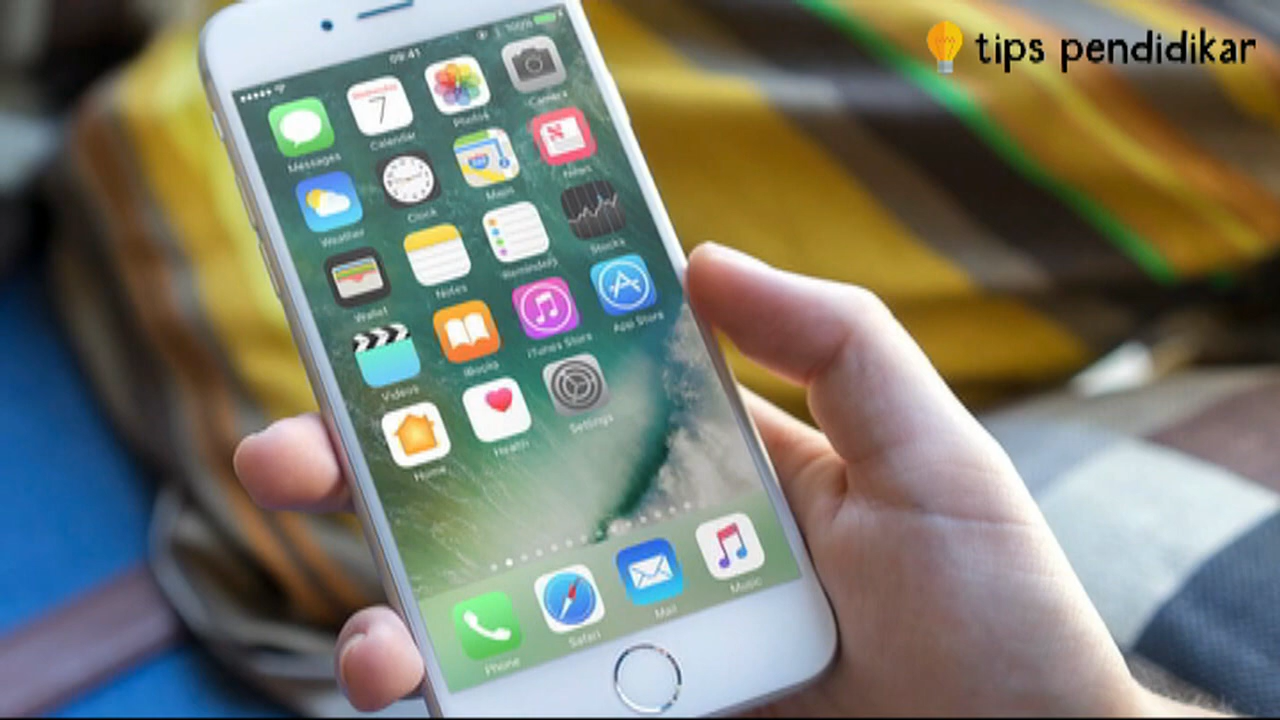 tips pendidikar
09:41
100%
Messages
Wednesday
7
Calendar
Photos
Camera
Weather
Clock
Maps
News
Wallet
Notes
Reminders
Stocks
Videos
iBooks
iTunes Store
App Store
Home
Health
Settings
Phone
Safari
Mail
Music